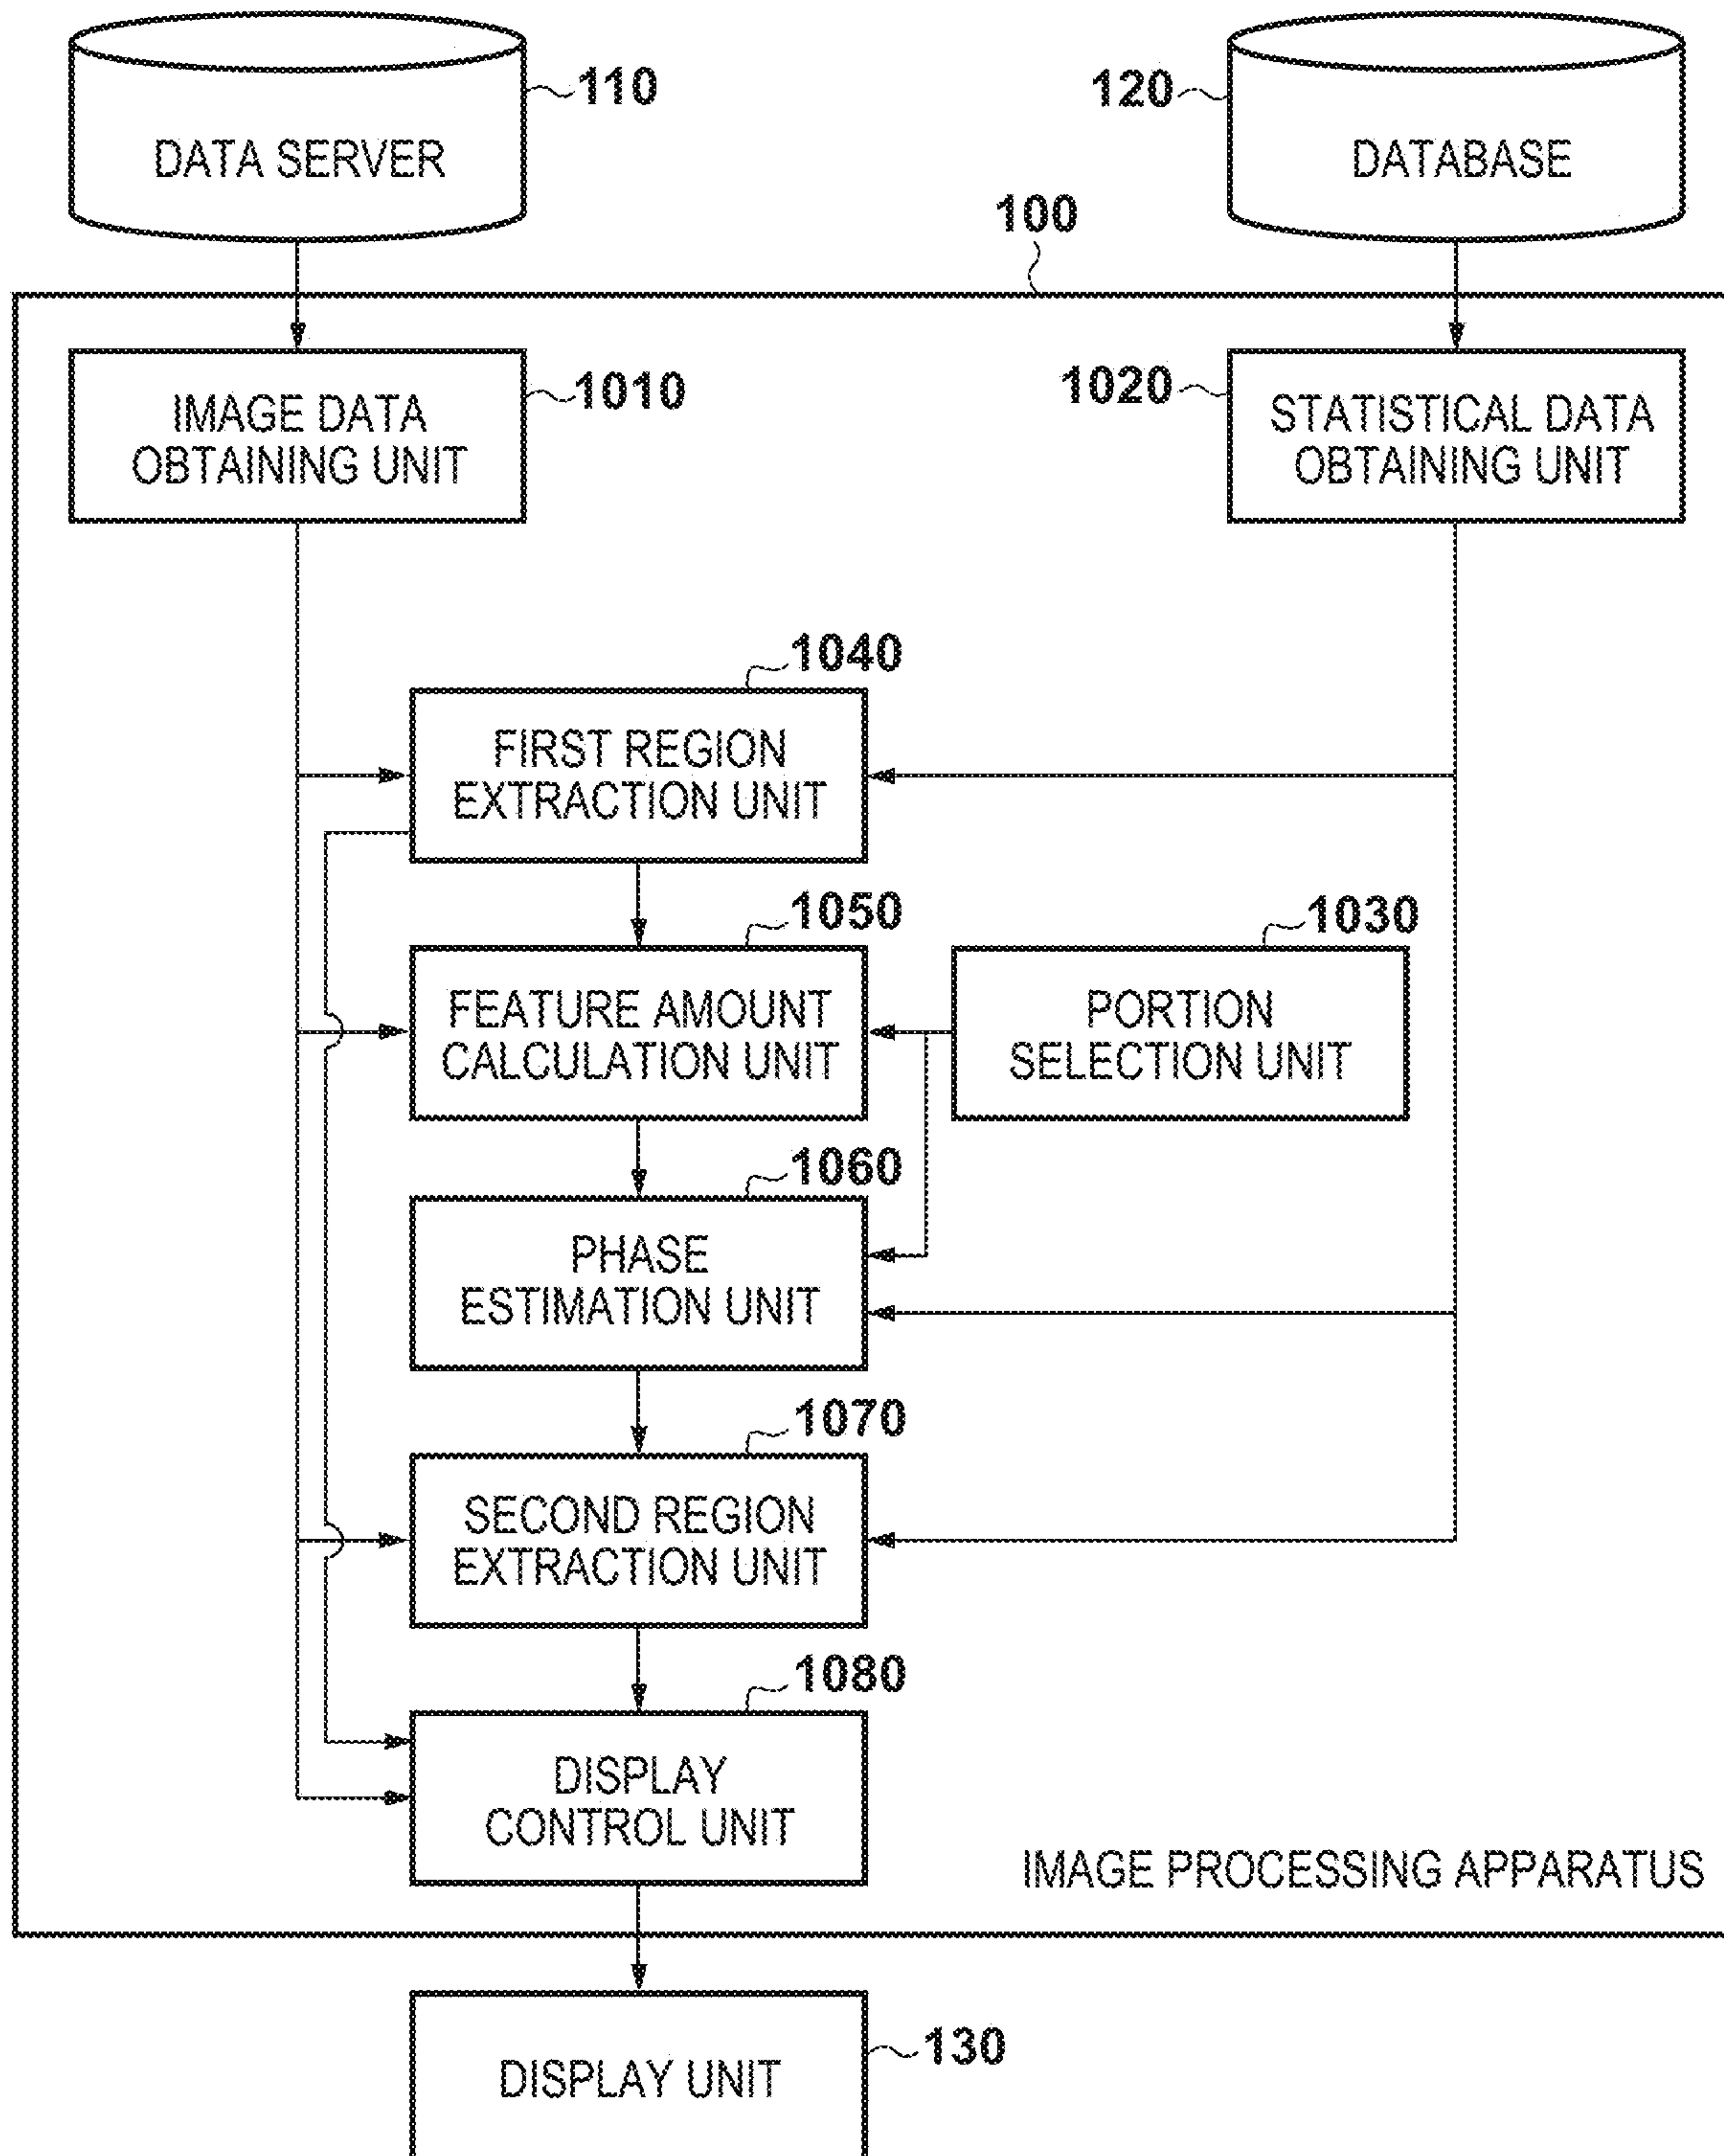 110
DATA SERVER
120
DATABASE
100
1010
IMAGE DATA
OBTAINING UNIT
1020
STATISTICAL DATA
OBTAINING UNIT
1040
FIRST REGION
EXTRACTION UNIT
1050
FEATURE AMOUNT
CALCULATION UNIT
1030
PORTION
SELECTION UNIT
1060
PHASE
ESTIMATION UNIT
1070
SECOND REGION
EXTRACTION UNIT
1080
DISPLAY
CONTROL UNIT
IMAGE PROCESSING APPARATUS
130
DISPLAY UNIT